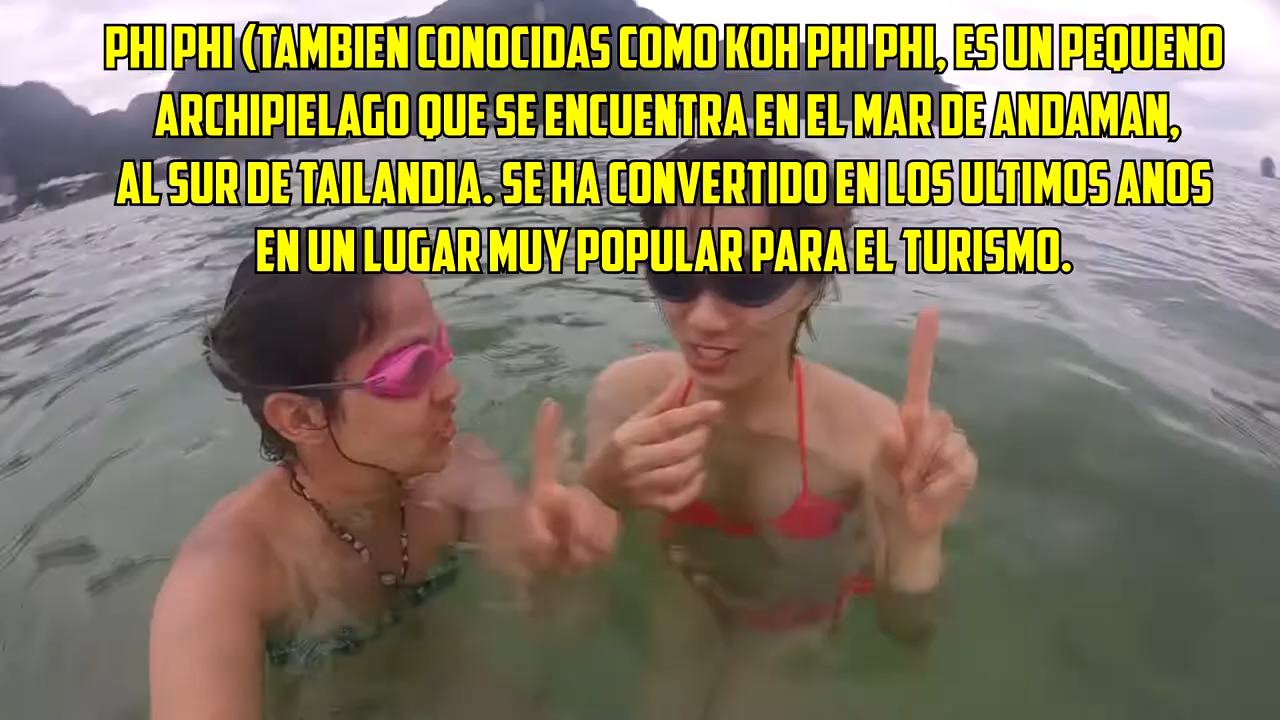 PHI PHI (TAMBIEN CONOCIDAS COMO KOH PHI PHI, ES UN PEQUENO
ARCHIPIELAGO QUE SE ENCUENTRA EN EL MAR DE ANDAMAN,
AL SUR DE TAILANDIA. SE HA CONVERTIDO EN LOS ULTIMOS ANOS
EN UN LUGAR MUY POPULAR PARA EL TURISMO.